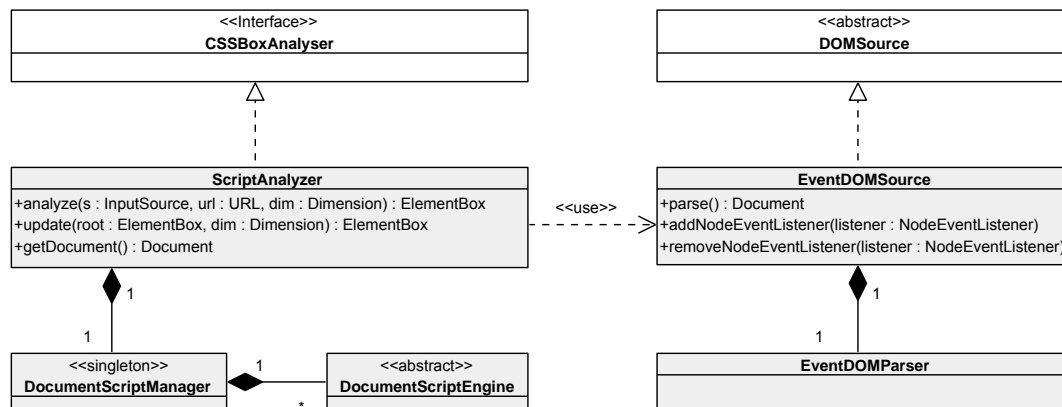 <<Interface>>
CSSBoxAnalyser
<<abstract>>
DOMSource
ScriptAnalyzer
+analyze(s : InputSource, url : URL, dim : Dimension) : ElementBox
+update(root : ElementBox, dim : Dimension) : ElementBox
+getDocument() : Document
<<use>>
EventDOMSource
+parse() : Document
+addNodeEventListener(listener : NodeEventListener)
+removeNodeEventListener(listener : NodeEventListener)
1
1
1
1
<<singleton>>
DocumentScriptManager
1
*
<<abstract>>
DocumentScriptEngine
EventDOMParser